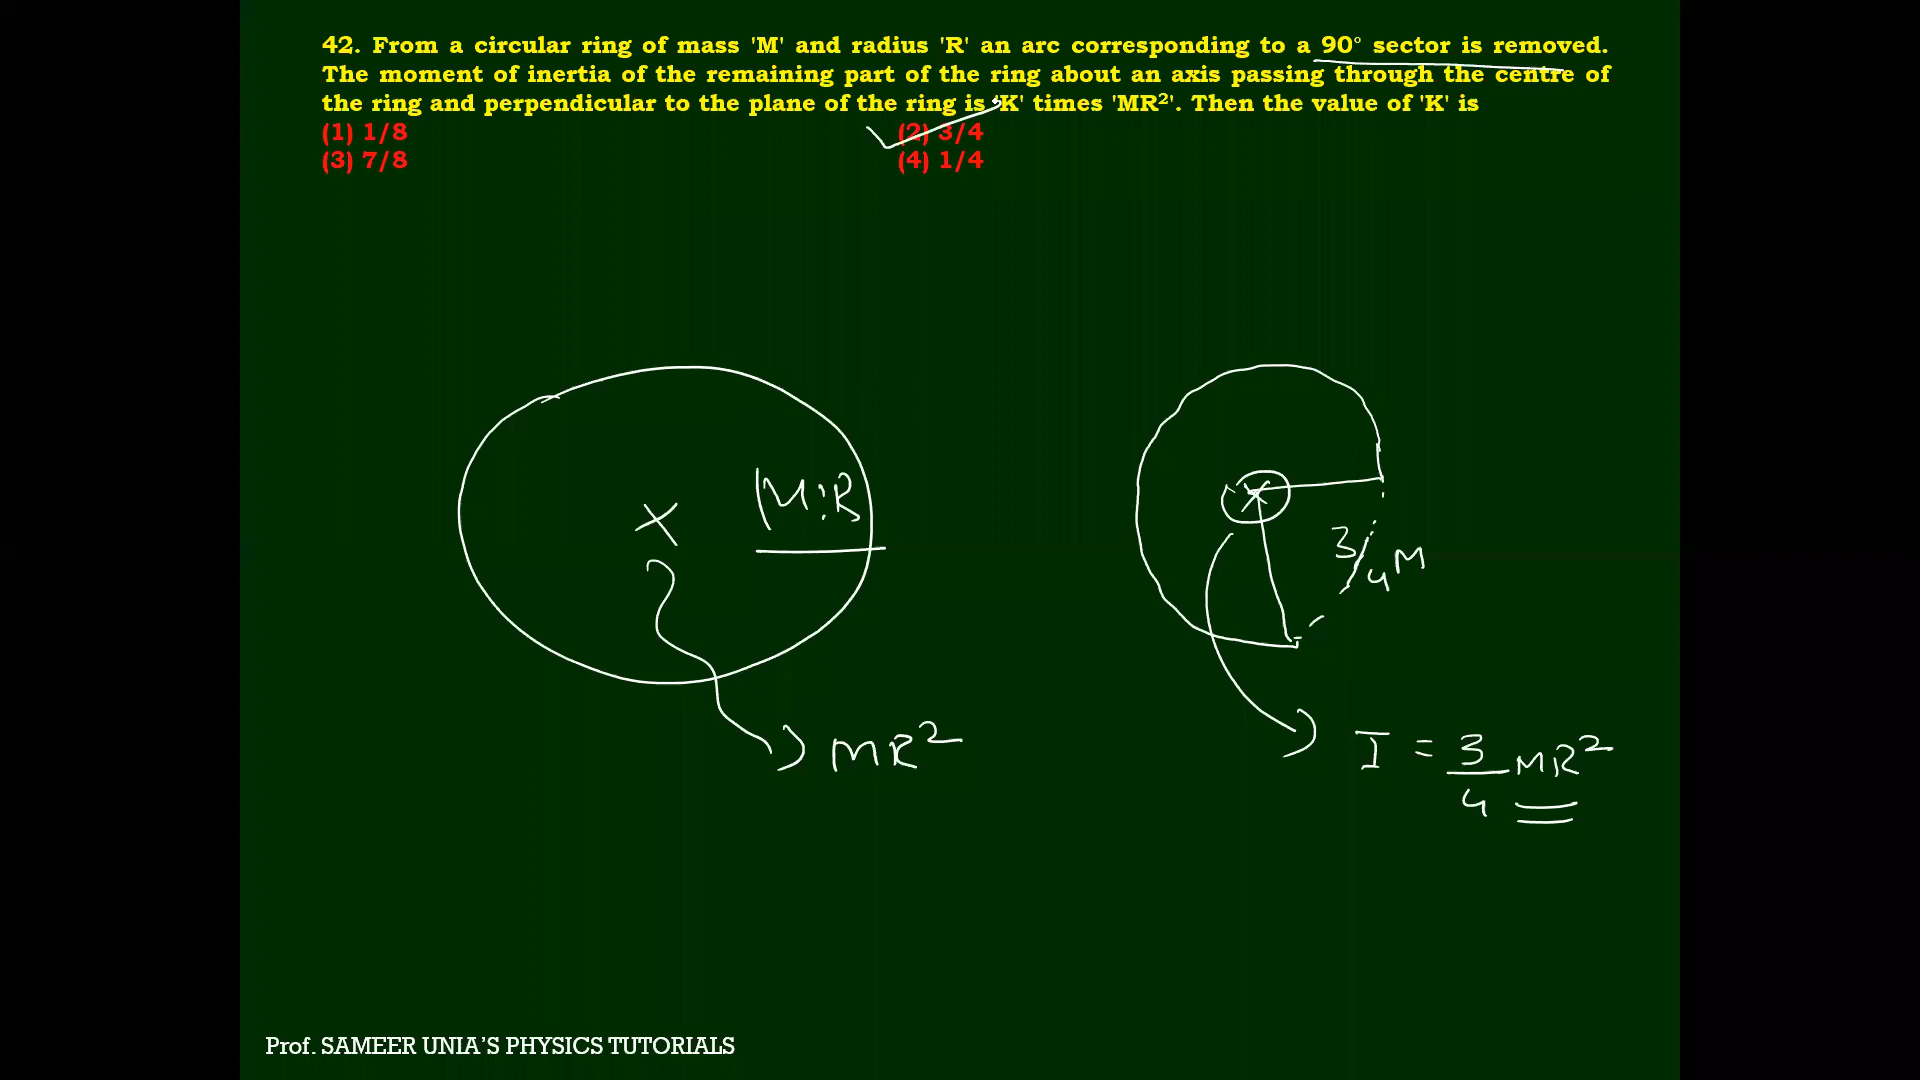 42. From a circular ring of mass 'M' and radius 'R' an arc corresponding to a 90° sector is removed.
The moment of inertia of the remaining part of the ring about an axis passing through the centre of
the ring and perpendicular to the plane of the ring is 'K' times 'MR²'. Then the value of 'K' is
(1) 1/8 (2) 3/4
(3) 7/8 (4) 1/4
M:R
3/4 M
MR²
I = 3/4 MR²
Prof. SAMEER UNIA'S PHYSICS TUTORIALS